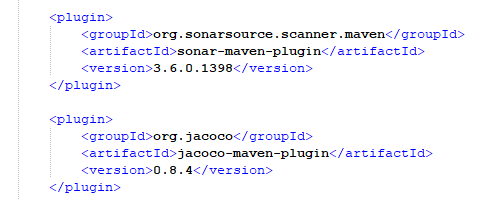 <plugin>
<groupId>org.sonarsource.scanner.maven</groupId>
<artifactId>sonar-maven-plugin</artifactId>
<version>3.6.0.1398</version>
</plugin>
<plugin>
<groupId>org.jacoco</groupId>
<artifactId>jacoco-maven-plugin</artifactId>
<version>0.8.4</version>
</plugin>